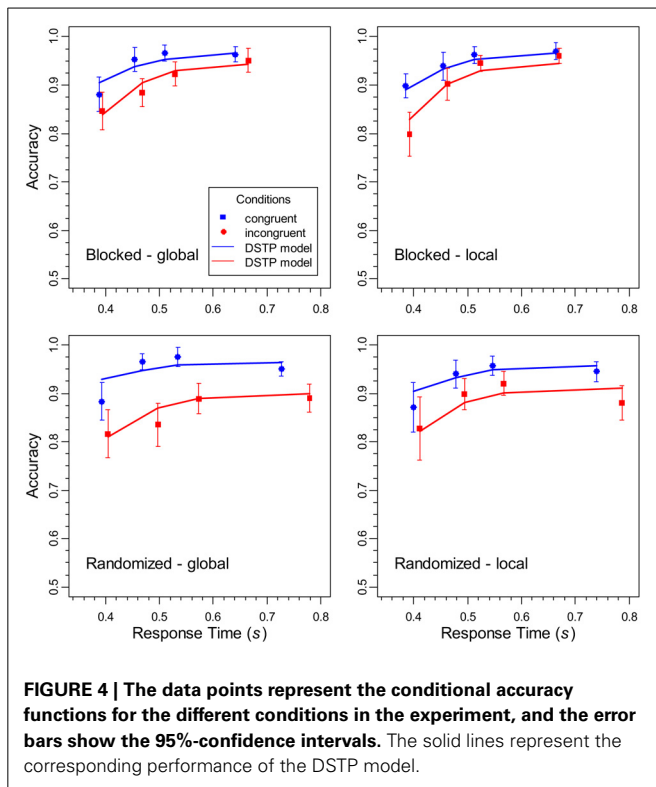 1.0
0.9
0.8
0.7
0.6
0.5
Accuracy
Conditions
congruent
incongruent
DSTP model
DSTP model
Blocked - global
0.4 0.5 0.6 0.7 0.8
1.0
0.9
0.8
0.7
0.6
0.5
Blocked - local
0.4 0.5 0.6 0.7 0.8
1.0
0.9
0.8
0.7
0.6
0.5
Accuracy
Randomized - global
0.4 0.5 0.6 0.7 0.8
Response Time (s)
1.0
0.9
0.8
0.7
0.6
0.5
Randomized - local
0.4 0.5 0.6 0.7 0.8
Response Time (s)
FIGURE 4 | The data points represent the conditional accuracy
functions for the different conditions in the experiment, and the error
bars show the 95%-confidence intervals. The solid lines represent the
corresponding performance of the DSTP model.